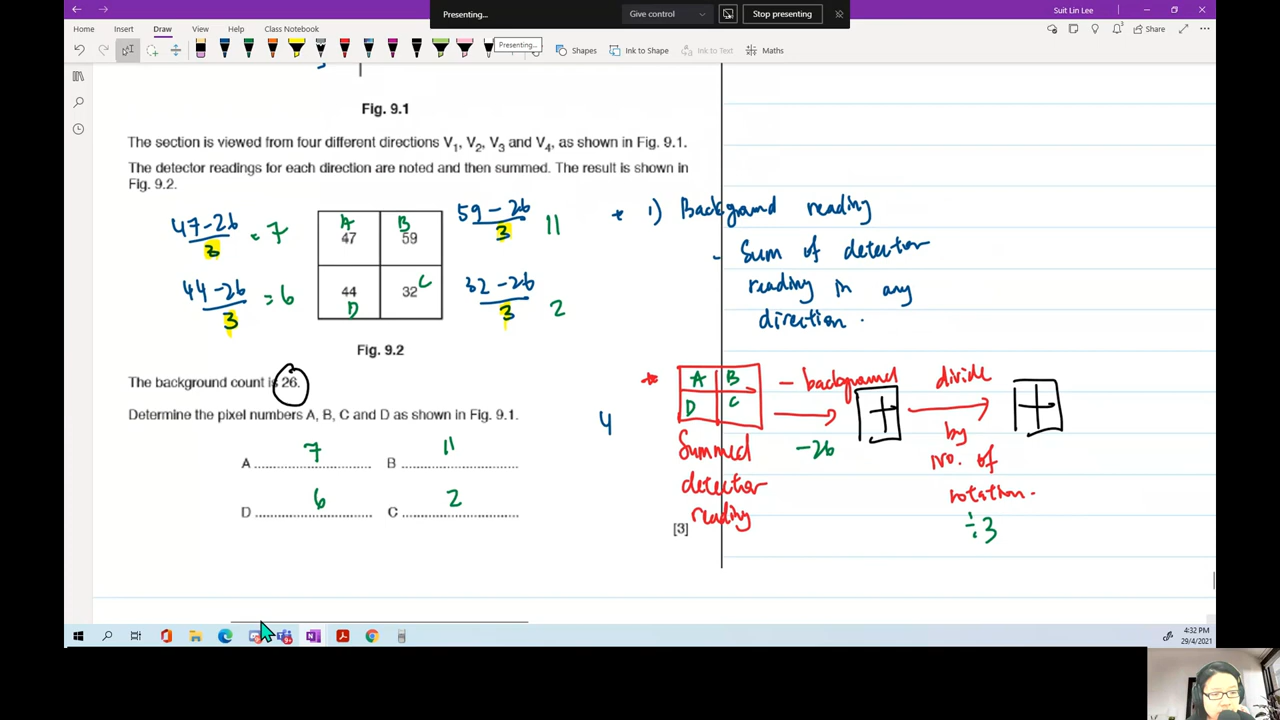 Presenting...
Give control
Stop presenting
Suit Lin Lee
Home Insert Draw View Help Class Notebook
Presenting...
Share
Shapes
Ink to Shape
Ink to Text
Maths
Fig. 9.1
The section is viewed from four different directions V1, V2, V3 and V4, as shown in Fig. 9.1.
The detector readings for each direction are noted and then summed. The result is shown in
Fig. 9.2.
47-26
3
= 7
A
47
B
59
59-26
3
11
44-26
3
= 6
44
D
32
C
32-26
3
2
Fig. 9.2
The background count is 26.
Determine the pixel numbers A, B, C and D as shown in Fig. 9.1.
A 7
B 11
D 6
C 2
[3]
* 1) Background reading
- Sum of detector
reading in any
direction.
4
* A B
D C
Summed
detector
reading
- background
-26
divide
by
No. of
rotation.
÷3
4:32 PM
29/4/2021